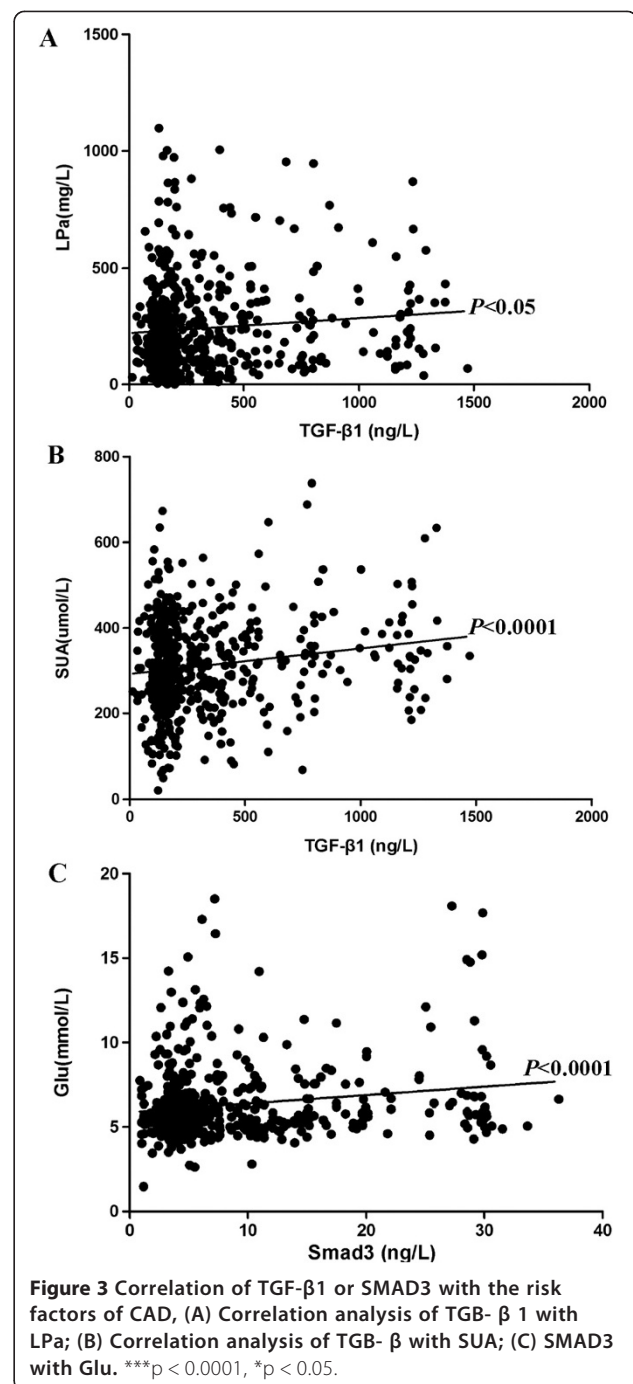 A
1500
1000
500
0
LPa(mg/L)
P<0.05
0 500 1000 1500 2000
TGF-β1 (ng/L)
B
800
600
400
200
0
SUA(umol/L)
P<0.0001
0 500 1000 1500 2000
TGF-β1 (ng/L)
C
20
15
10
5
0
Glu(mmol/L)
P<0.0001
0 10 20 30 40
Smad3 (ng/L)
Figure 3 Correlation of TGF-β1 or SMAD3 with the risk
factors of CAD, (A) Correlation analysis of TGB- β 1 with
LPa; (B) Correlation analysis of TGB- β with SUA; (C) SMAD3
with Glu. ***p < 0.0001, *p < 0.05.